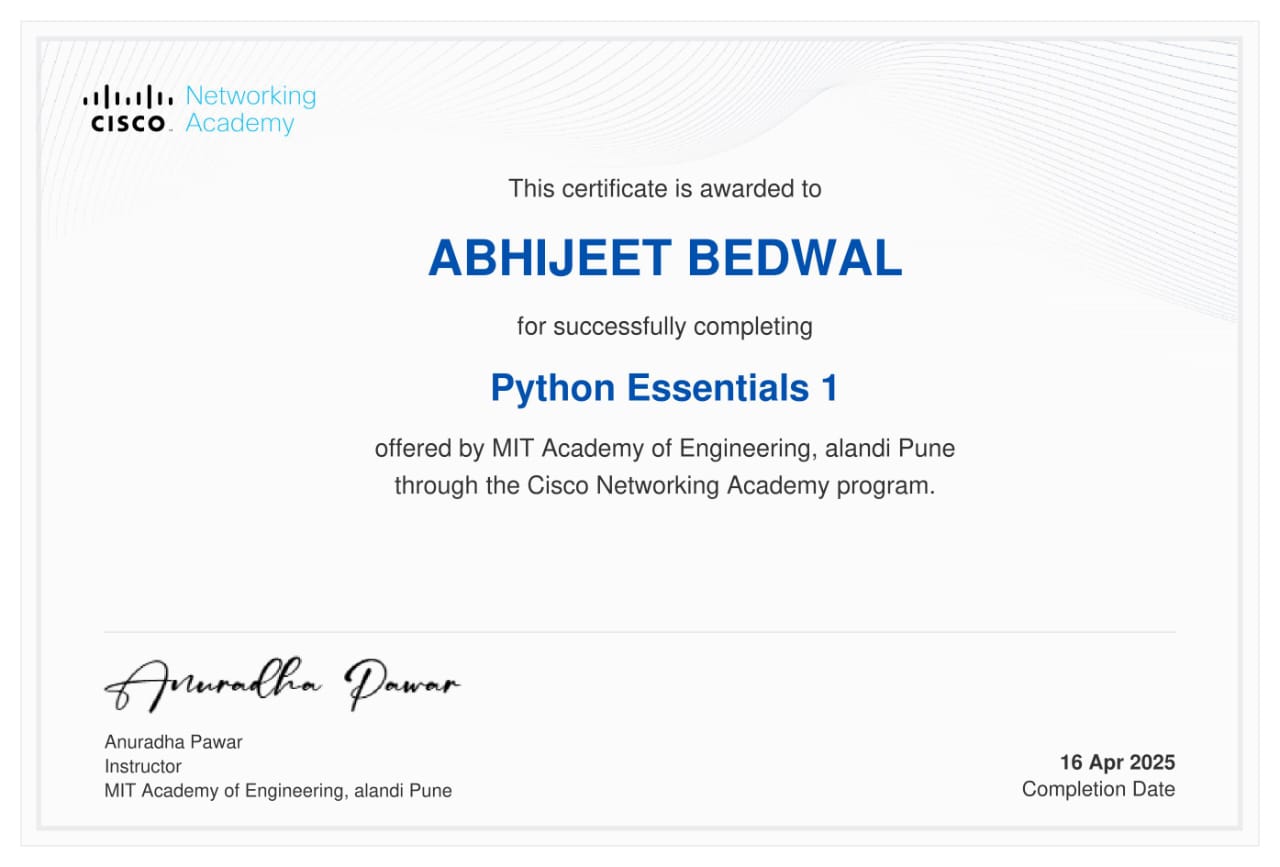 Networking
CISCO Academy
This certificate is awarded to
ABHIJEET BEDWAL
for successfully completing
Python Essentials 1
offered by MIT Academy of Engineering, alandi Pune
through the Cisco Networking Academy program.
Anuradha Pawar
Anuradha Pawar
Instructor
MIT Academy of Engineering, alandi Pune
16 Apr 2025
Completion Date